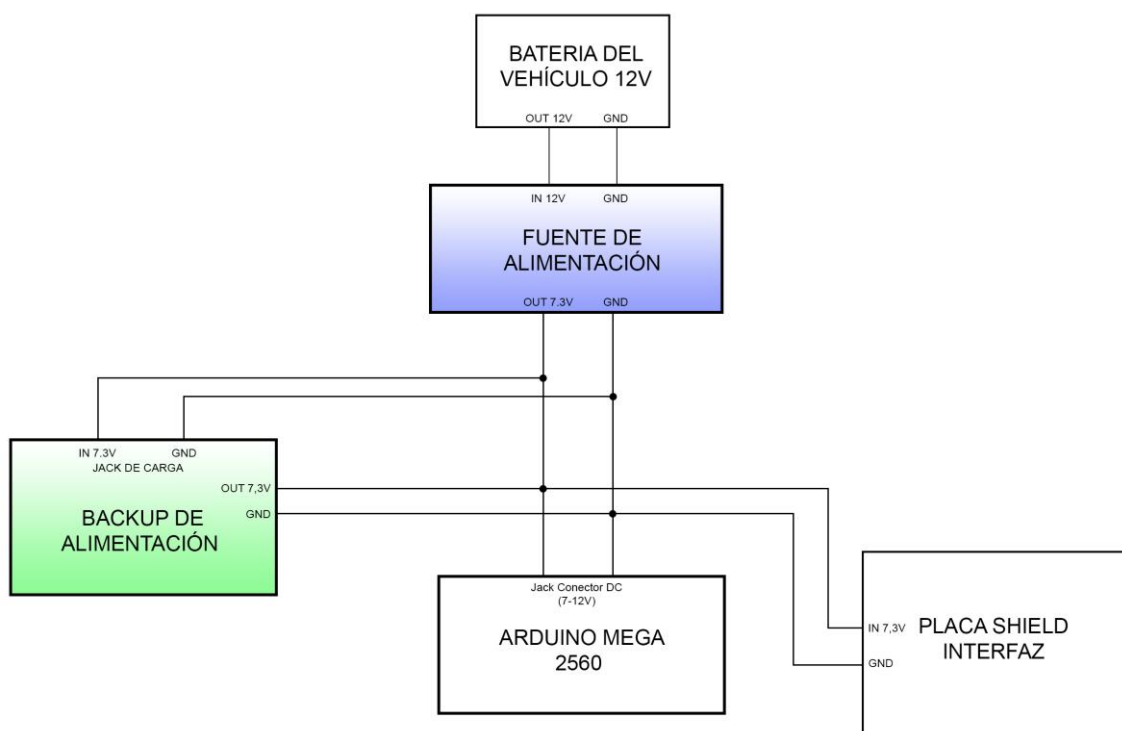 BATERIA DEL
VEHÍCULO 12V
OUT 12V GND
IN 12V GND
FUENTE DE
ALIMENTACIÓN
OUT 7.3V GND
IN 7.3V GND
JACK DE CARGA
OUT 7,3V
GND
BACKUP DE
ALIMENTACIÓN
Jack Conector DC
(7-12V)
ARDUINO MEGA
2560
IN 7,3V
GND
PLACA SHIELD
INTERFAZ